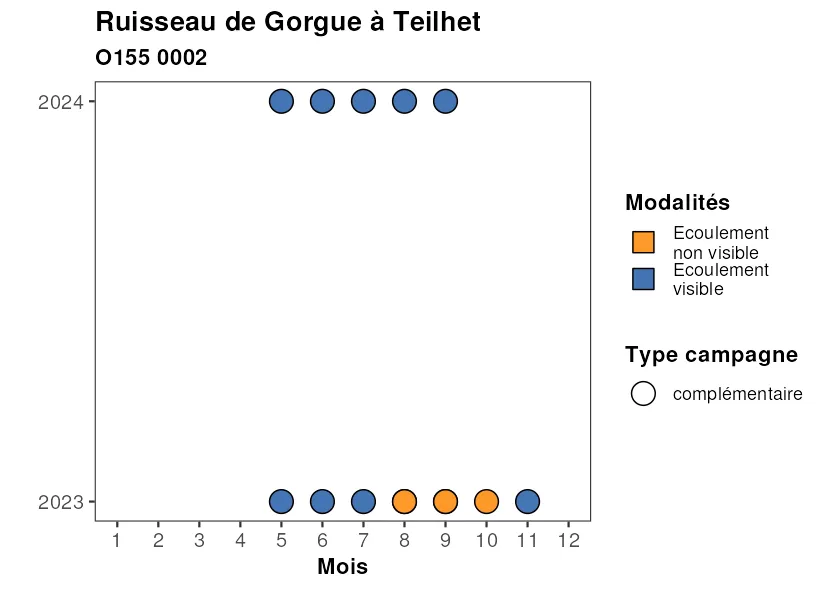 Ruisseau de Gorgue à Teilhet
O155 0002
2024
2023
1 2 3 4 5 6 7 8 9 10 11 12
Mois
Modalités
Ecoulement
non visible
Ecoulement
visible
Type campagne
complémentaire